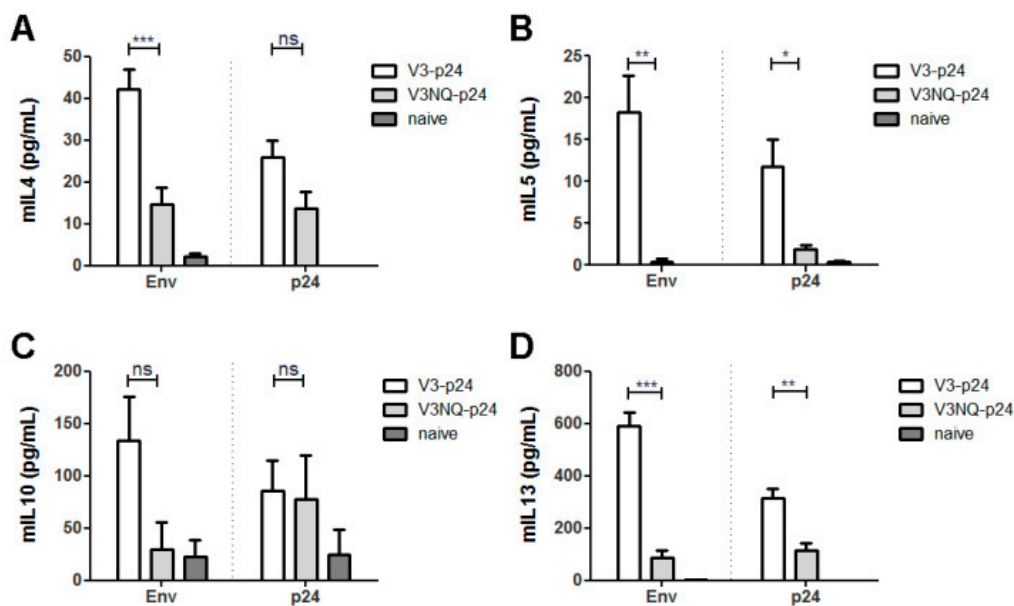 A
mIL4 (pg/mL)
50
40
30
20
10
0
***
ns
Env
p24
V3-p24
V3NQ-p24
naive
B
mIL5 (pg/mL)
25
20
15
10
5
0
**
*
Env
p24
V3-p24
V3NQ-p24
naive
C
mIL10 (pg/mL)
200
150
100
50
0
ns
ns
Env
p24
V3-p24
V3NQ-p24
naive
D
mIL13 (pg/mL)
800
600
400
200
0
***
**
Env
p24
V3-p24
V3NQ-p24
naive